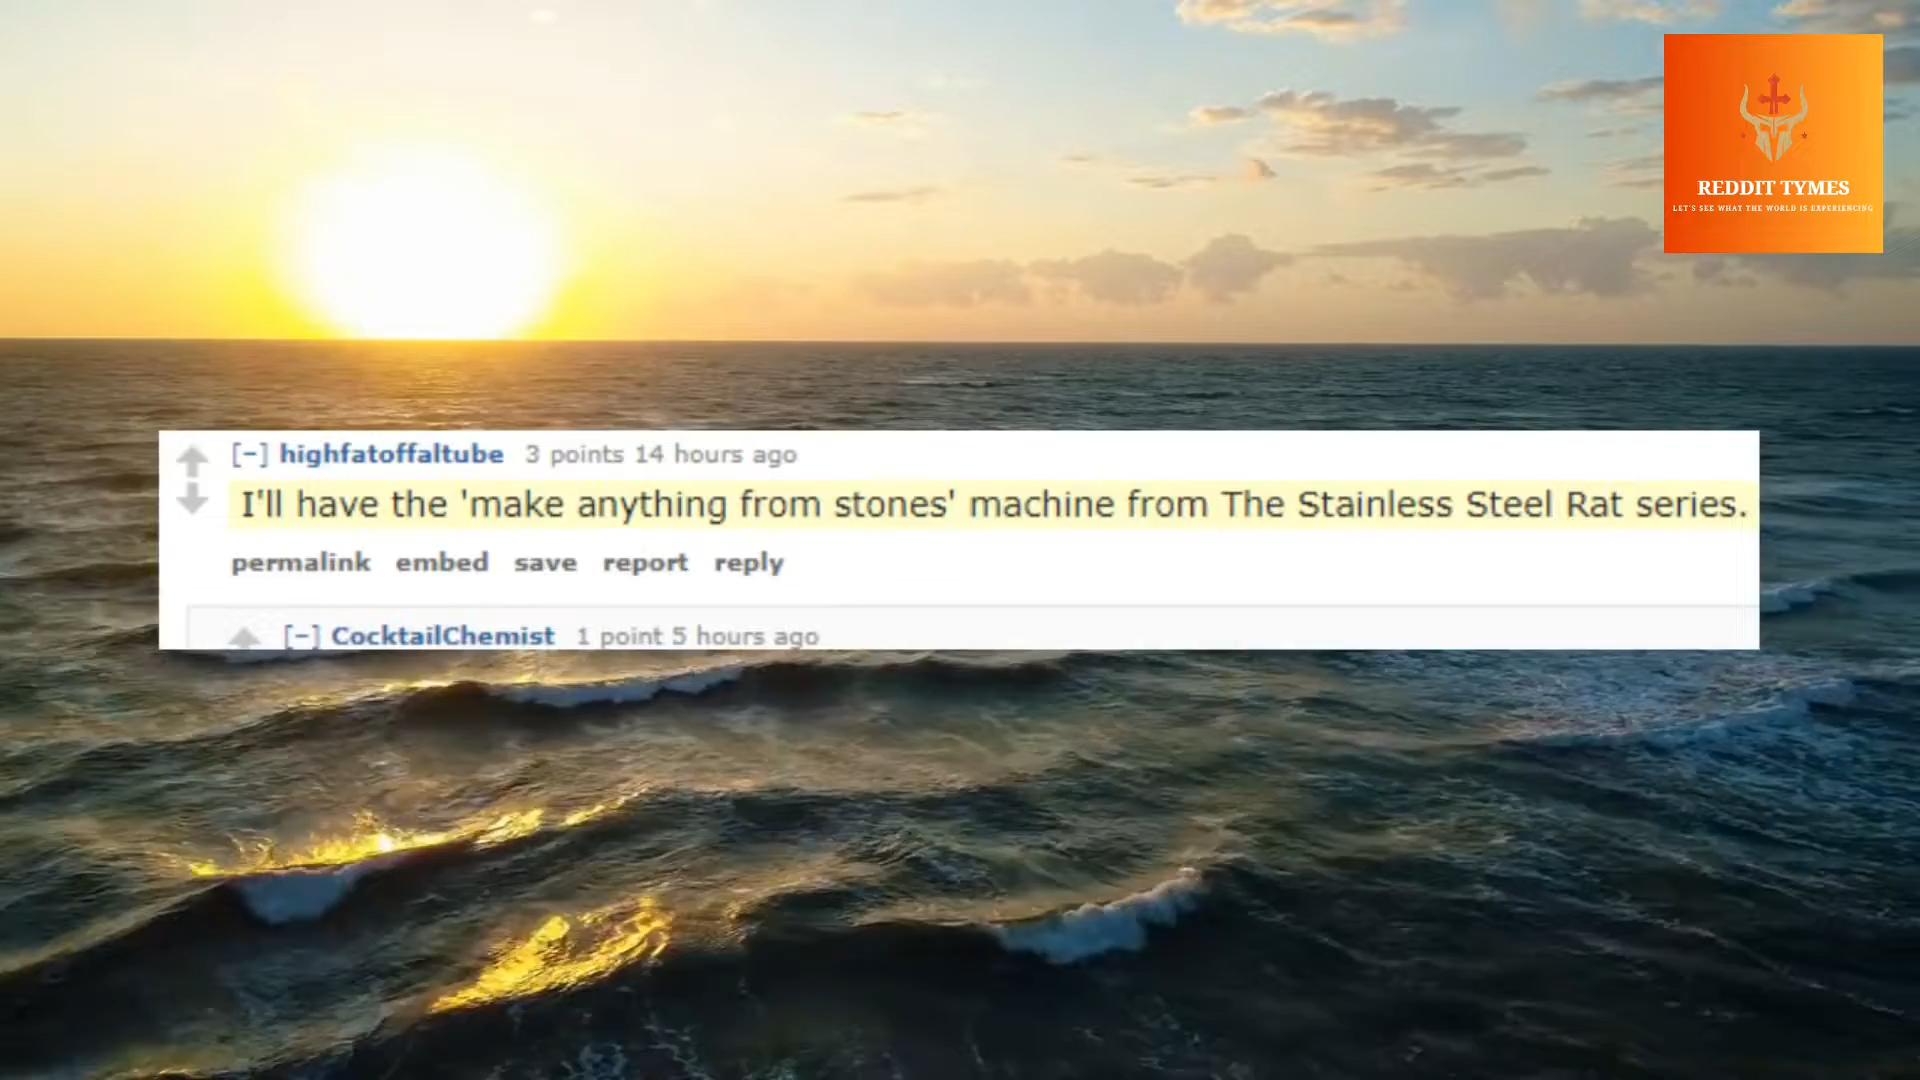 REDDIT TYMES
LET'S SEE WHAT THE WORLD IS EXPERIENCING
[−] highfatoffaltube 3 points 14 hours ago
I'll have the 'make anything from stones' machine from The Stainless Steel Rat series.
permalink embed save report reply
[−] CocktailChemist 1 point 5 hours ago